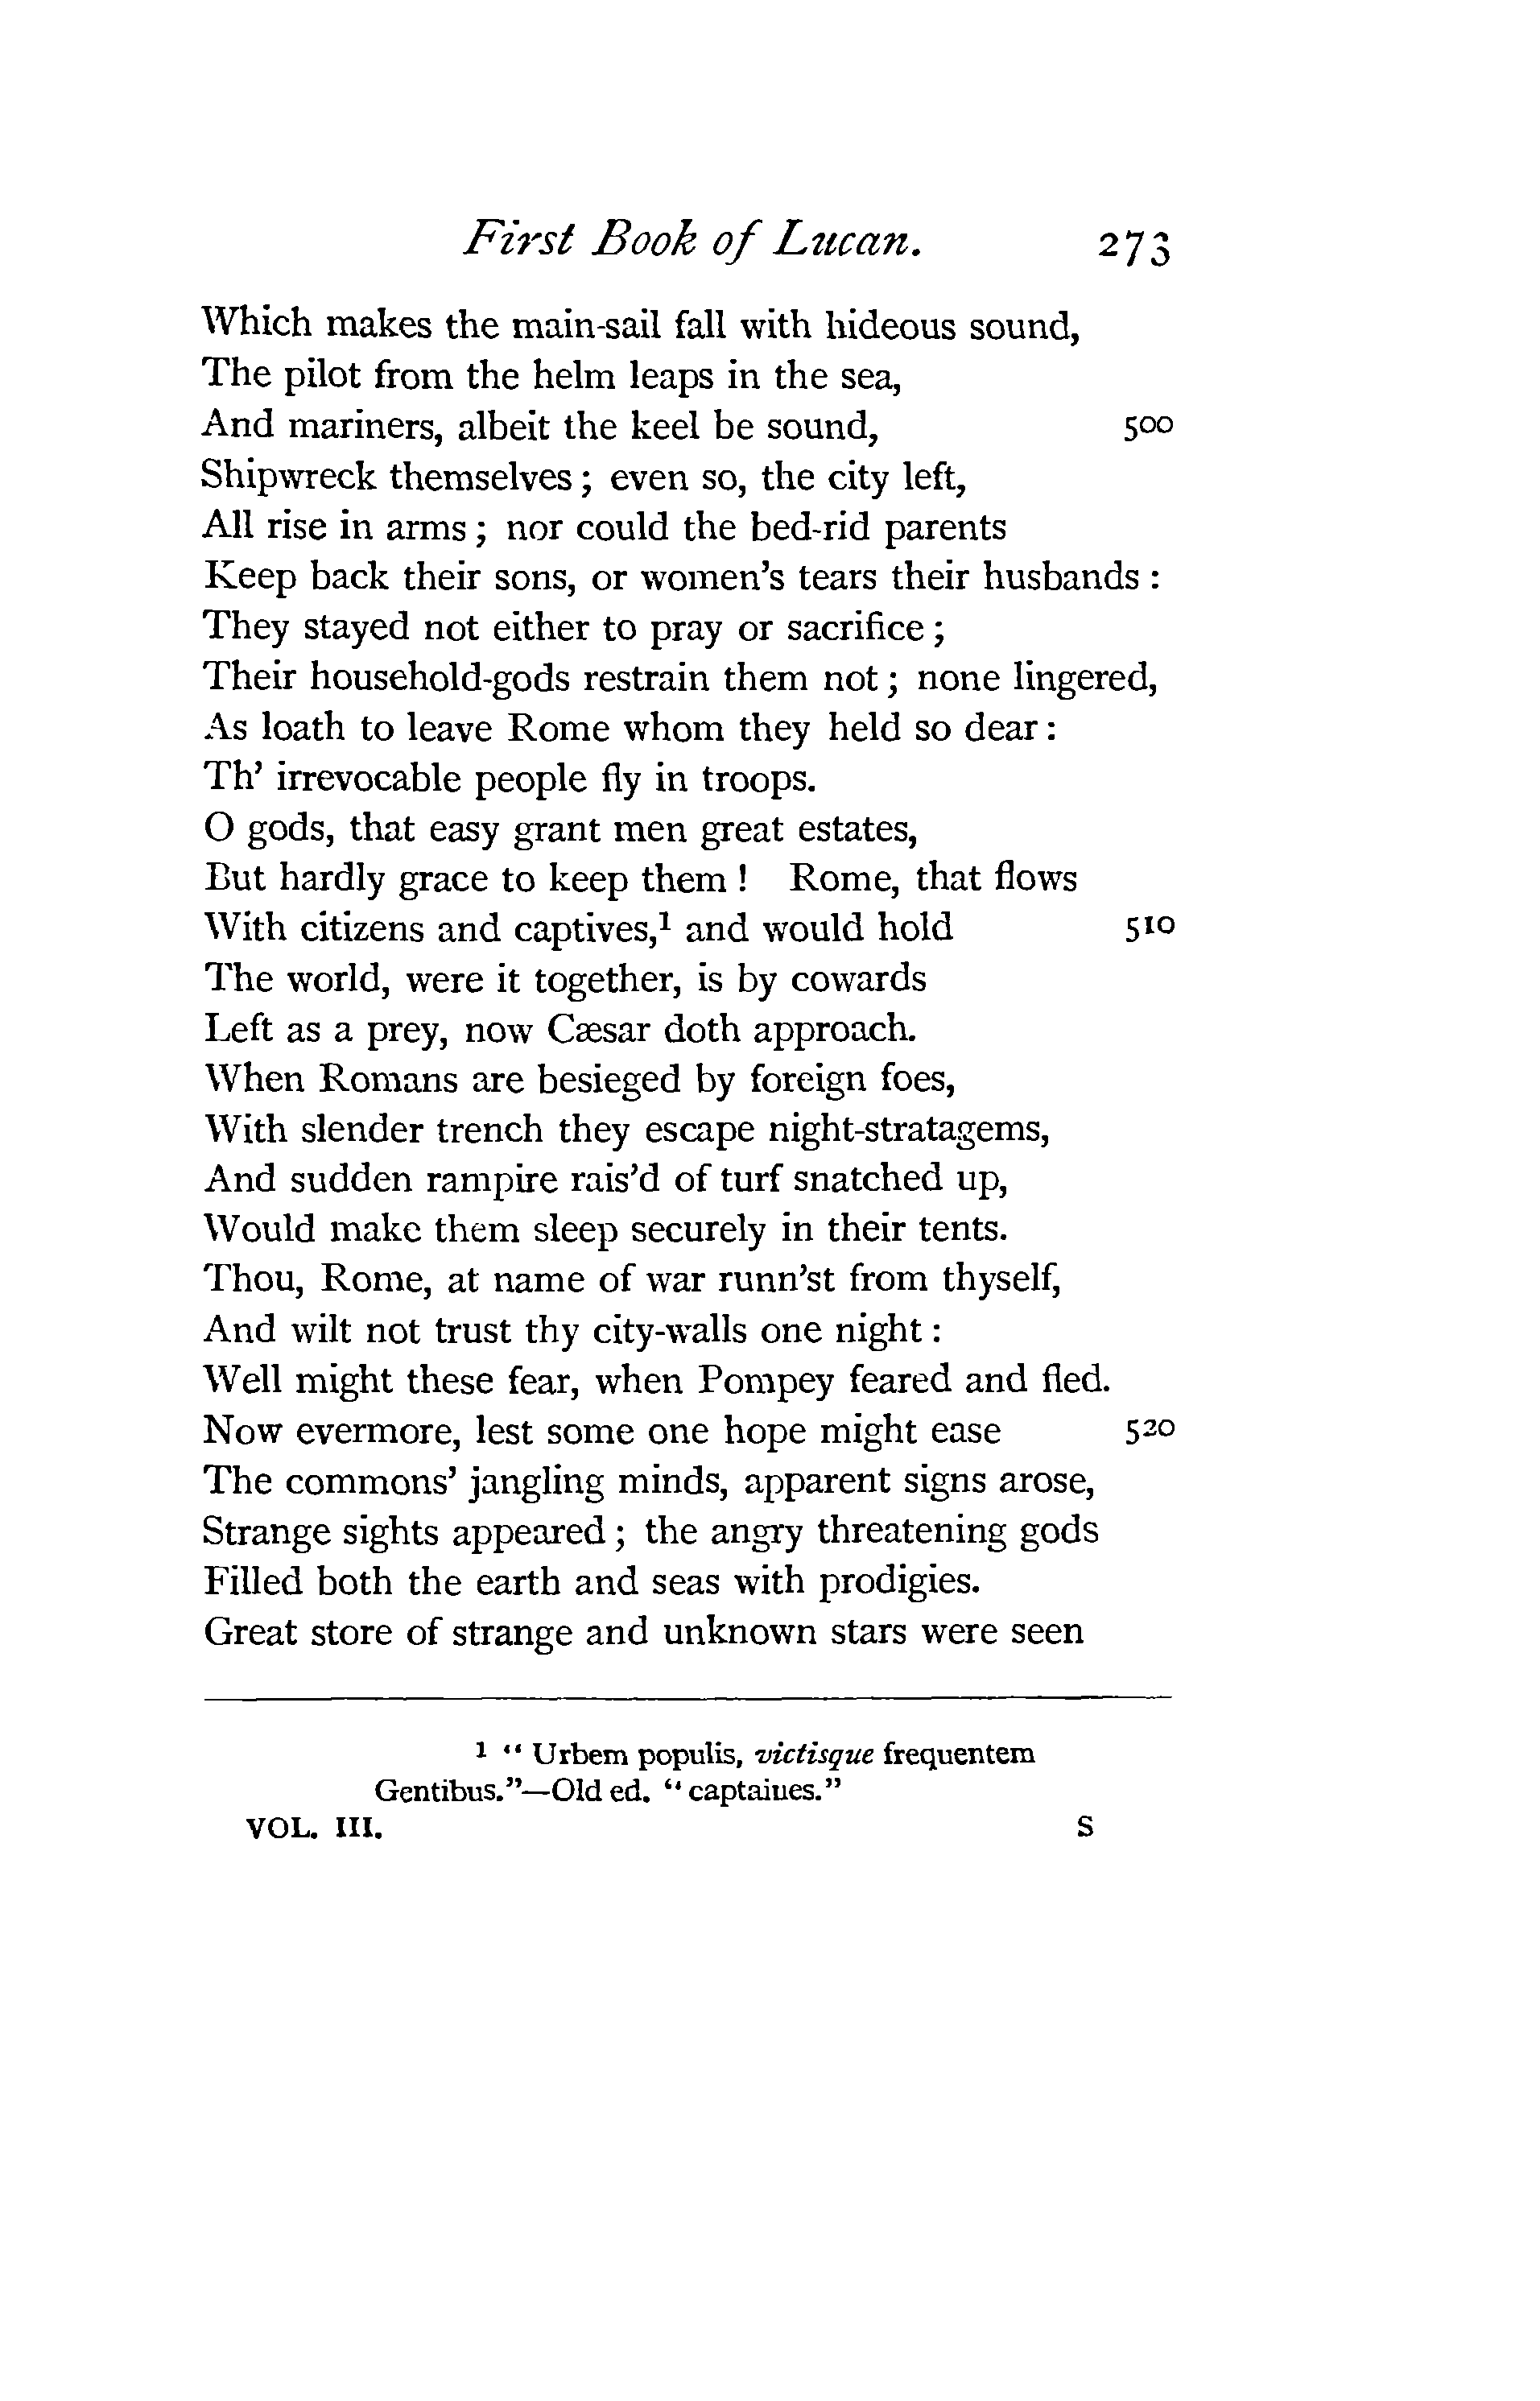 First Book of Lucan. 273
Which makes the main-sail fall with hideous sound,
The pilot from the helm leaps in the sea,
And mariners, albeit the keel be sound, 500
Shipwreck themselves ; even so, the city left,
All rise in arms ; nor could the bed-rid parents
Keep back their sons, or women’s tears their husbands :
They stayed not either to pray or sacrifice ;
Their household-gods restrain them not ; none lingered,
As loath to leave Rome whom they held so dear :
Th’ irrevocable people fly in troops.
O gods, that easy grant men great estates,
But hardly grace to keep them ! Rome, that flows
With citizens and captives,¹ and would hold 510
The world, were it together, is by cowards
Left as a prey, now Cæsar doth approach.
When Romans are besieged by foreign foes,
With slender trench they escape night-stratagems,
And sudden rampire rais’d of turf snatched up,
Would make them sleep securely in their tents.
Thou, Rome, at name of war runn’st from thyself,
And wilt not trust thy city-walls one night :
Well might these fear, when Pompey feared and fled.
Now evermore, lest some one hope might ease 520
The commons’ jangling minds, apparent signs arose,
Strange sights appeared ; the angry threatening gods
Filled both the earth and seas with prodigies.
Great store of strange and unknown stars were seen
¹ “ Urbem populis, victisque frequentem
Gentibus.”—Old ed. “ captaiues.”
VOL. III. S